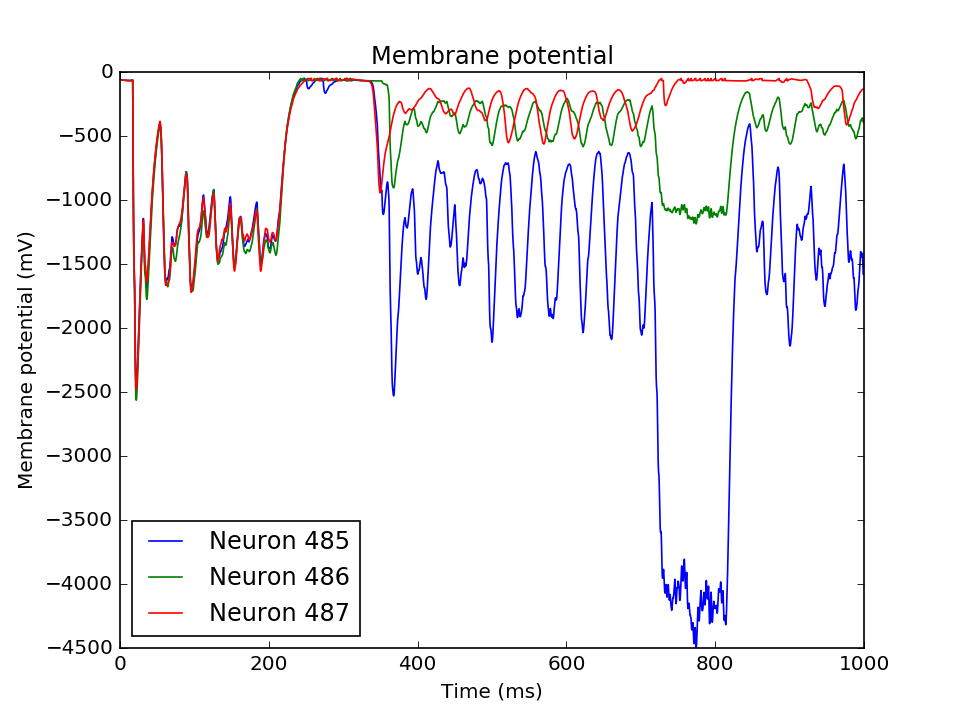 Membrane potential
Membrane potential (mV)
0
−500
−1000
−1500
−2000
−2500
−3000
−3500
−4000
−4500
Neuron 485
Neuron 486
Neuron 487
0 200 400 600 800 1000
Time (ms)